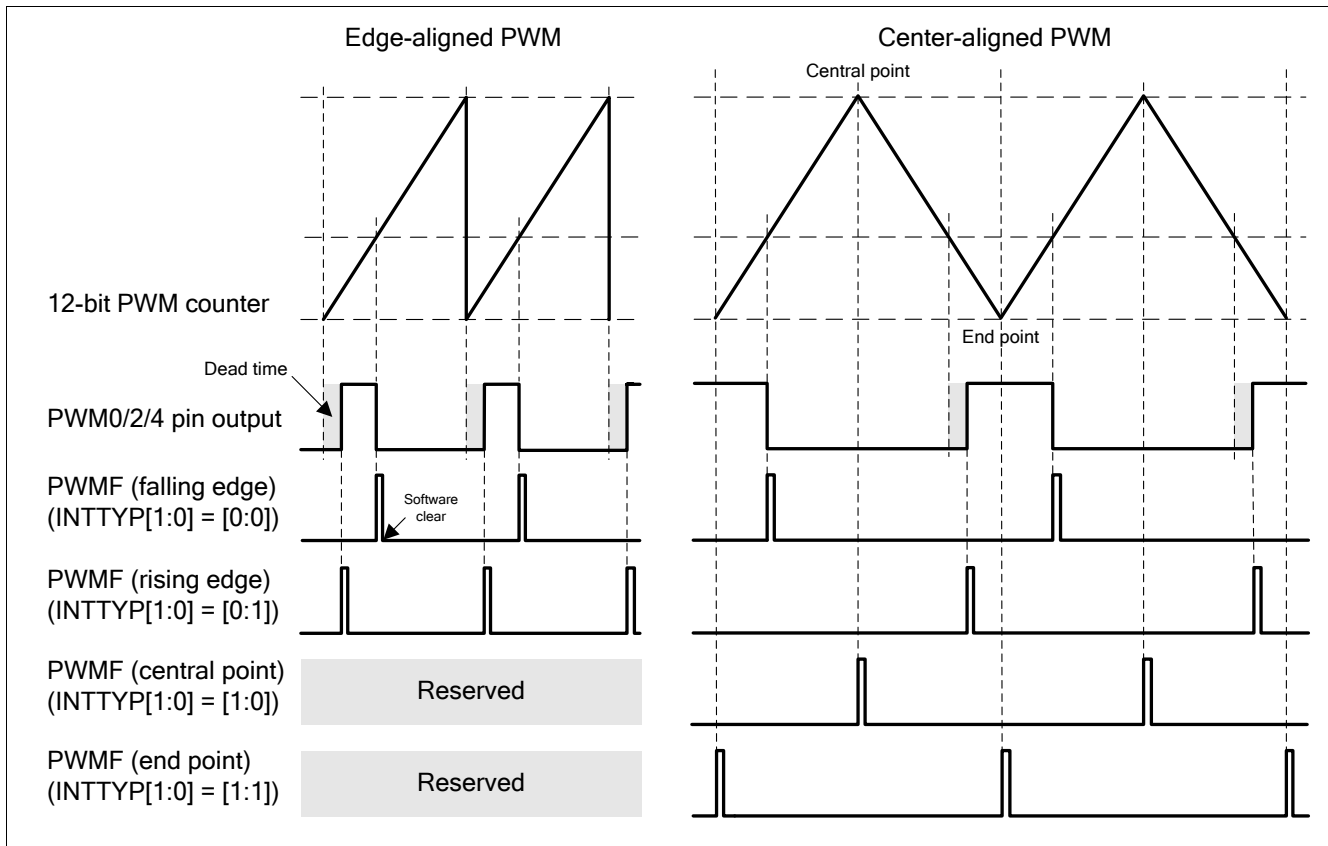 Edge-aligned PWM
Center-aligned PWM
Central point
12-bit PWM counter
End point
Dead time
PWM0/2/4 pin output
PWMF (falling edge)
(INTTYP[1:0] = [0:0])
Software
clear
PWMF (rising edge)
(INTTYP[1:0] = [0:1])
PWMF (central point)
(INTTYP[1:0] = [1:0])
Reserved
PWMF (end point)
(INTTYP[1:0] = [1:1])
Reserved